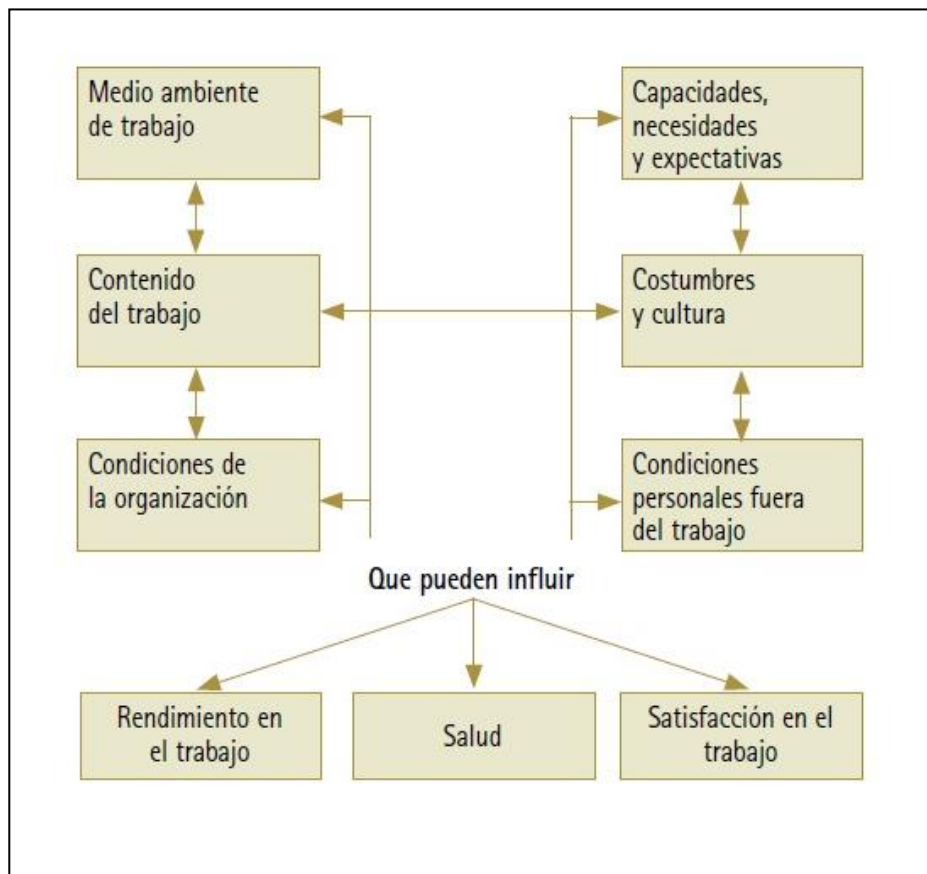 Medio ambiente
de trabajo
Capacidades,
necesidades
y expectativas
Contenido
del trabajo
Costumbres
y cultura
Condiciones de
la organización
Condiciones
personales fuera
del trabajo
Que pueden influir
Rendimiento en
el trabajo
Salud
Satisfacción en el
trabajo